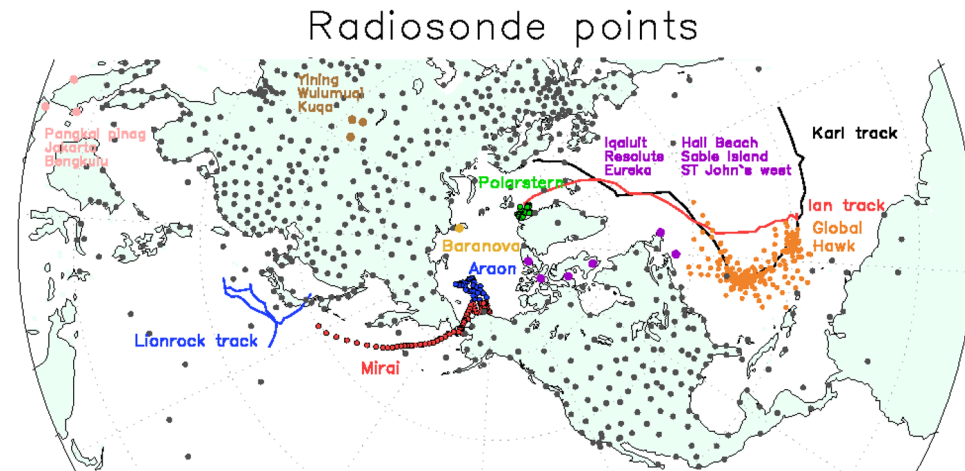 Radiosonde points
Yining
Wulumuqi
Kuqa
Pangkal pinag
Jakarta
Bengkulu
Iqaluit
Resolute
Eureka
Hall Beach
Sable Island
ST John's west
Karl track
Polarstern
Ian track
Global
Hawk
Baranova
Araon
Lionrock track
Mirai